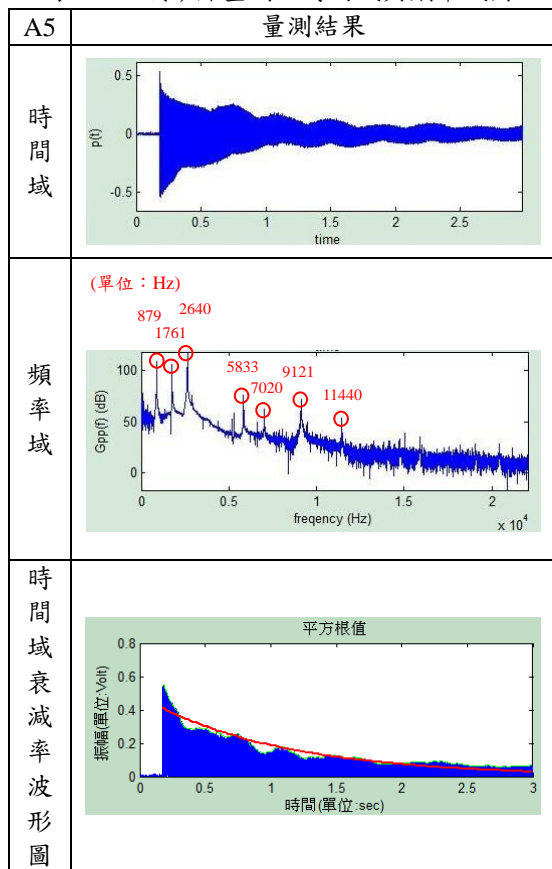 A5 量測結果
時間域
0.5
0
-0.5
p(t)
0 0.5 1 1.5 2 2.5
time
頻率域
(單位：Hz)
879
1761
2640
5833
7020
9121
11440
100
50
0
Gpp(f) (dB)
0 0.5 1 1.5 2
freqency (Hz)
x 10^4
時間域衰減率波形圖
平方根值
0.8
0.6
0.4
0.2
0
振幅(單位:Volt)
0 0.5 1 1.5 2 2.5 3
時間(單位:sec)